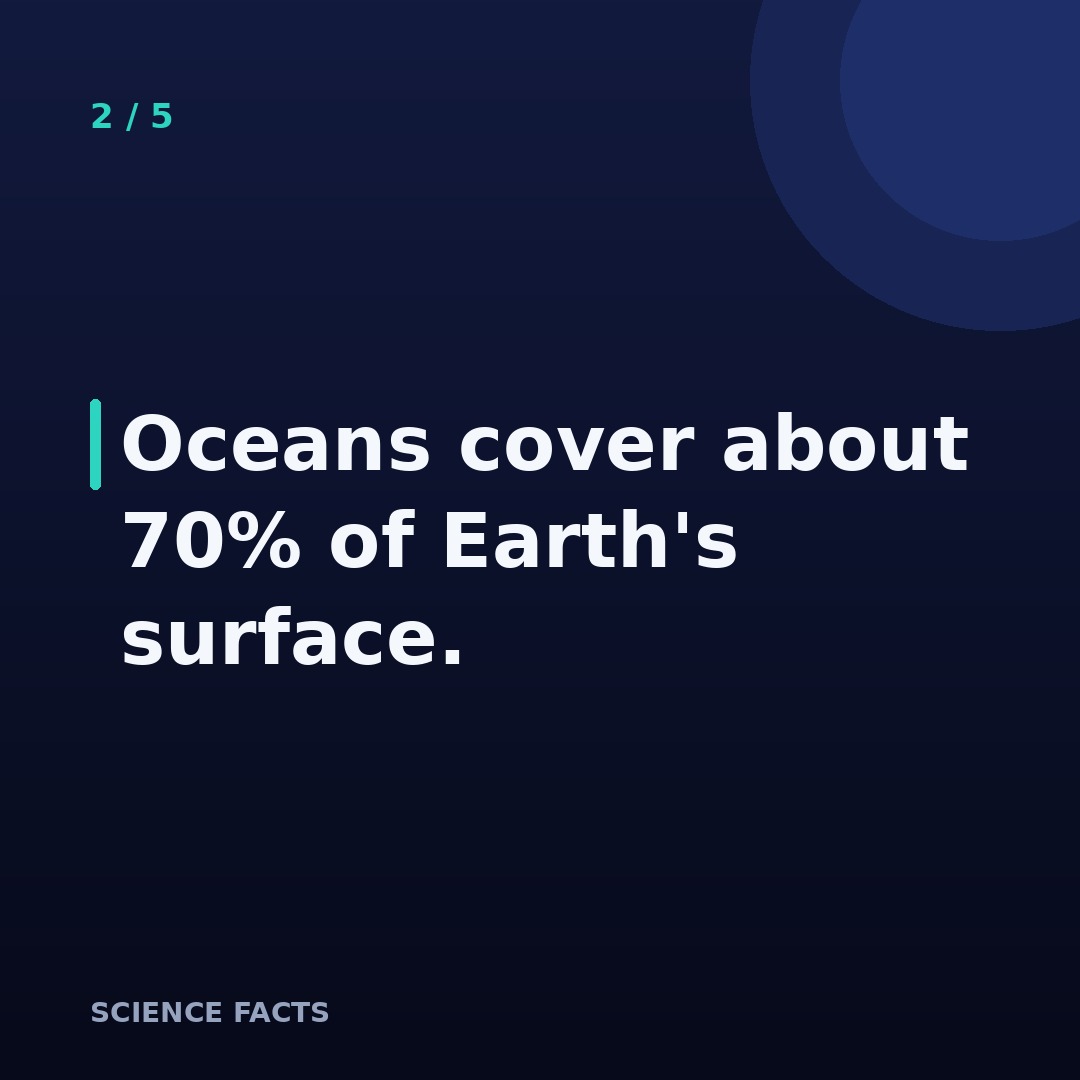 2 / 5
Oceans cover about
70% of Earth's
surface.
SCIENCE FACTS